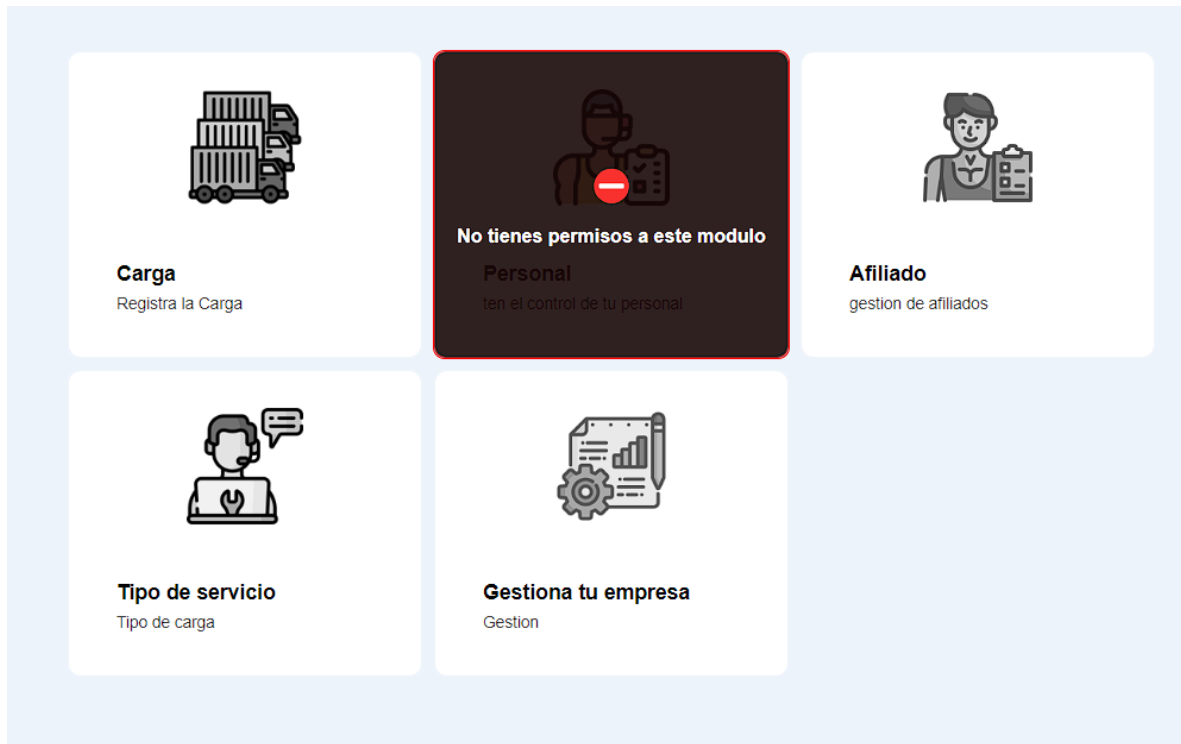 Carga
Registra la Carga
No tienes permisos a este modulo
Personal
ten el control de tu personal
Afiliado
gestion de afiliados
Tipo de servicio
Tipo de carga
Gestiona tu empresa
Gestion